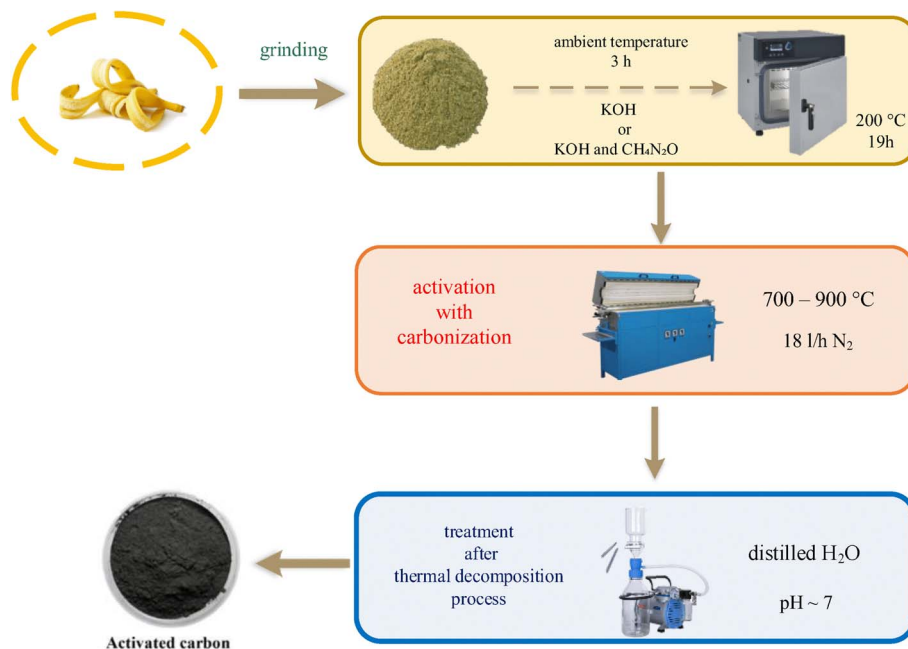 grinding
ambient temperature
3 h
KOH
or
KOH and CH₄N₂O
200 °C
19h
activation
with
carbonization
700 – 900 °C
18 l/h N₂
treatment
after
thermal decomposition
process
distilled H₂O
pH ~ 7
Activated carbon